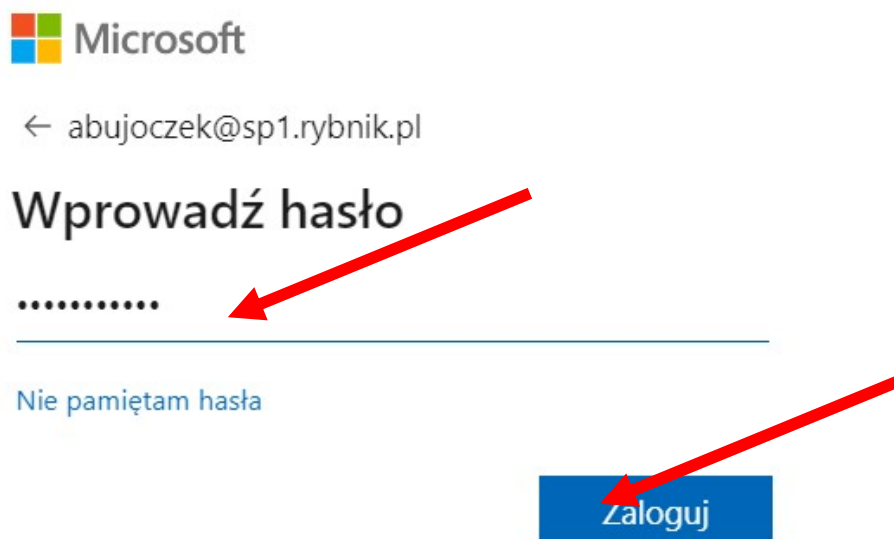 Microsoft
← abujoczek@sp1.rybnik.pl
Wprowadź hasło
•••••••••••
Nie pamiętam hasła
Zaloguj